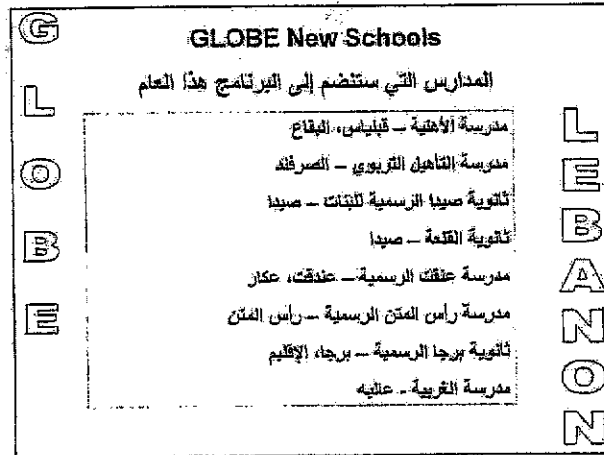 GLOBE
GLOBE New Schools
المدارس التي ستنضم إلى البرنامج هذا العام
مدرسة الأهلية – قبلياس، البقاع
مدرسة التأهيل التربوي – الصرفند
ثانوية صيدا الرسمية للبنات – صيدا
ثانوية القلعة – صيدا
مدرسة عندقت الرسمية – عندقت، عكار
مدرسة رأس المتن الرسمية – رأس المتن
ثانوية برجا الرسمية – برجا، الإقليم
مدرسة الغربية - عاليه
LEBANON